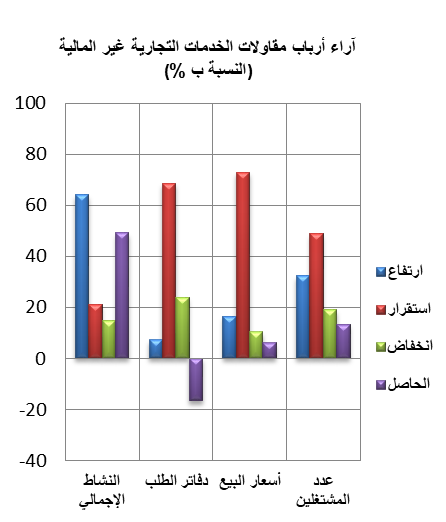 آراء أرباب مقاولات الخدمات التجارية غير المالية
(النسبة ب %)
100
80
60
40
20
0
-20
-40
ارتفاع
استقرار
انخفاض
الحاصل
النشاط
الإجمالي
دفاتر الطلب
أسعار البيع
عدد
المشتغلين